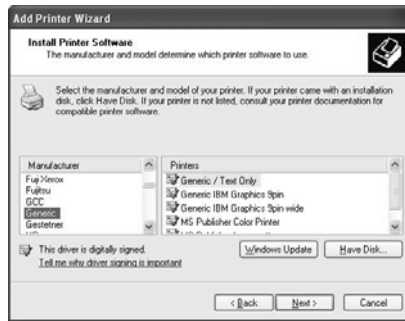 Add Printer Wizard
Install Printer Software
The manufacturer and model determine which printer software to use.
Select the manufacturer and model of your printer. If your printer came with an installation
disk, click Have Disk. If your printer is not listed, consult your printer documentation for
compatible printer software.
Manufacturer
Fuji Xerox
Fujitsu
GCC
Generic
Gestetner
Printers
Generic / Text Only
Generic IBM Graphics 9pin
Generic IBM Graphics 9pin wide
MS Publisher Color Printer
This driver is digitally signed.
Tell me why driver signing is important
Windows Update
Have Disk...
< Back
Next >
Cancel